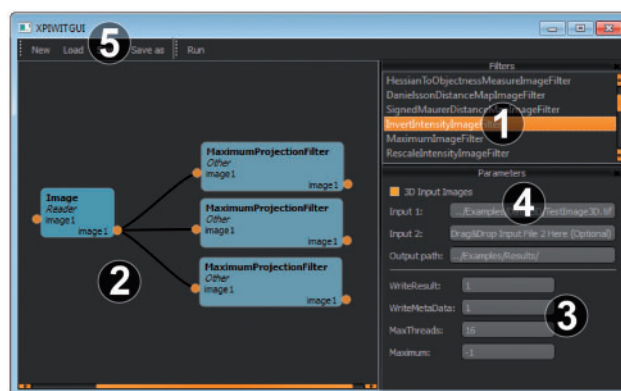 XPIWITGUI
New Load 5 Save as Run
Filters
HessianToObjectnessMeasureImageFilter
DanielssonDistanceMapImageFilter
SignedMaurerDistanceMapImageFilter
InvertIntensityImageFilter
1
MaximumImageFilter
RescaleIntensityImageFilter
Parameters
3D Input Images
4
Input 1: .../Examples/ TestImage3D.tif
Input 2: Drag&Drop Input File 2 Here (Optional)
Output path: .../Examples/Results/
WriteResult: 1
WriteMetaData: 1
3
MaxThreads: 16
Maximum: -1
MaximumProjectionFilter
Other
image1
image1
Image
Reader
image1
MaximumProjectionFilter
Other
image1
image1
2
MaximumProjectionFilter
Other
image1
image1